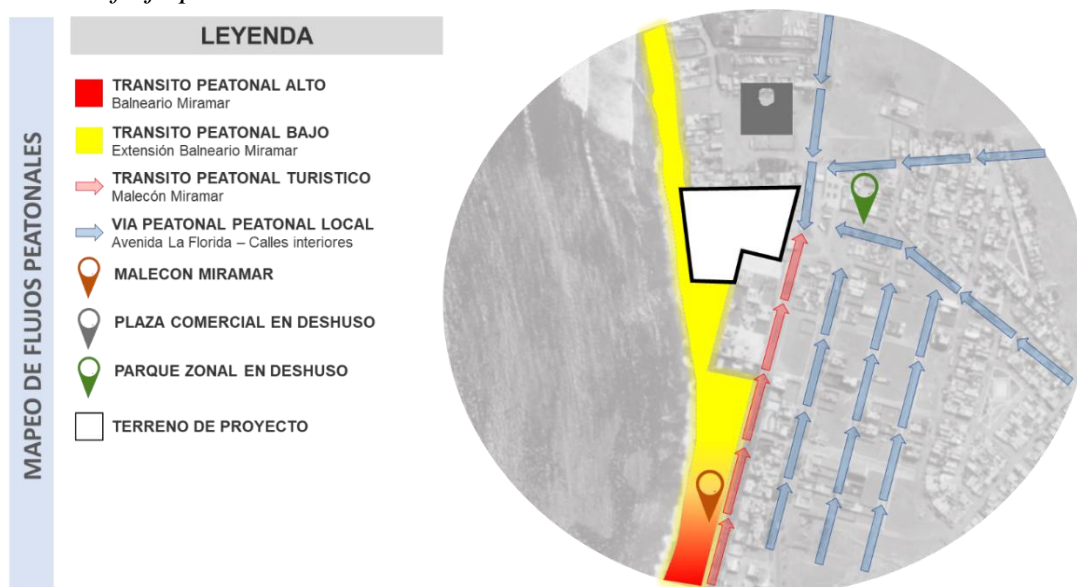 MAPEO DE FLUJOS PEATONALES
LEYENDA
TRANSITO PEATONAL ALTO
Balneario Miramar
TRANSITO PEATONAL BAJO
Extensión Balneario Miramar
TRANSITO PEATONAL TURISTICO
Malecón Miramar
VIA PEATONAL PEATONAL LOCAL
Avenida La Florida – Calles interiores
MALECON MIRAMAR
PLAZA COMERCIAL EN DESHUSO
PARQUE ZONAL EN DESHUSO
TERRENO DE PROYECTO